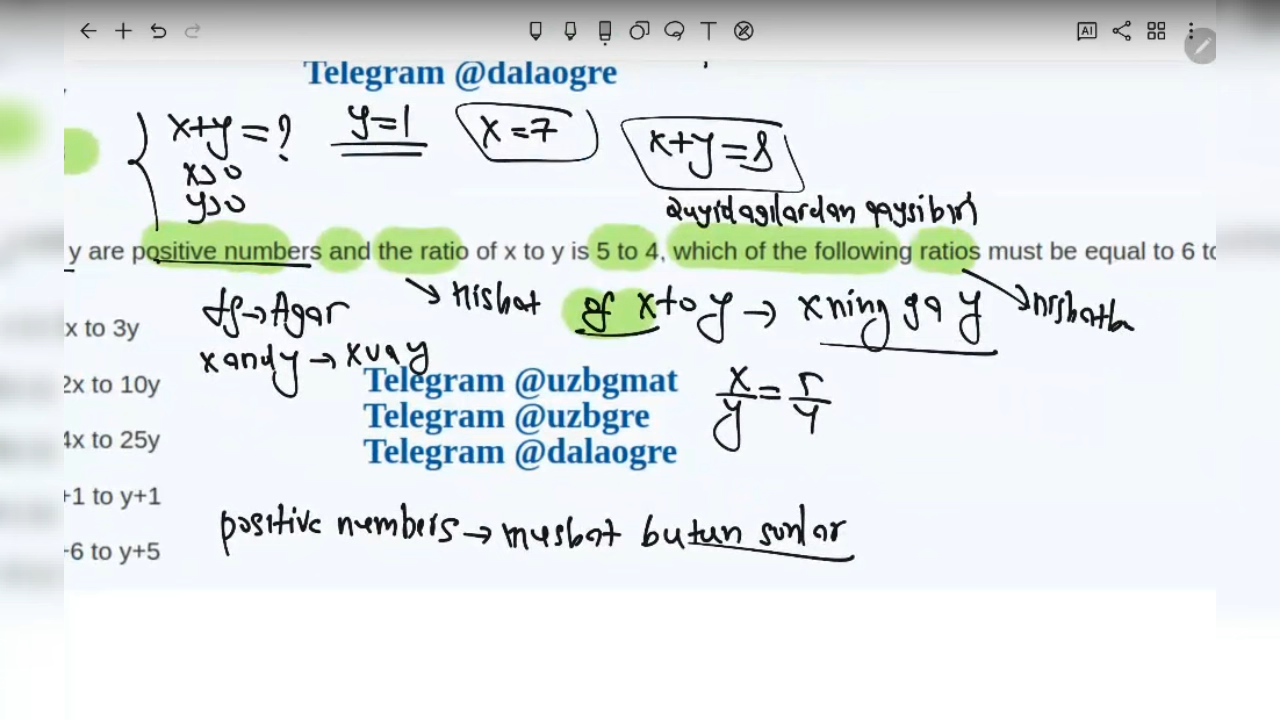 Telegram @dalaogre
x+y=? y=1 x=7 x+y=8
x>0
y>0
quyidagilardan qaysibiri
y are positive numbers and the ratio of x to y is 5 to 4, which of the following ratios must be equal to 6 to
→ nisbat of x to y → x ning ga y → nisbatla
If → Agar
x to 3y
x and y → x va y
Telegram @uzbgmat
2x to 10y
x/y = 5/4
Telegram @uzbgre
4x to 25y
Telegram @dalaogre
+1 to y+1
positive numbers → musbat butun sonlar
+6 to y+5